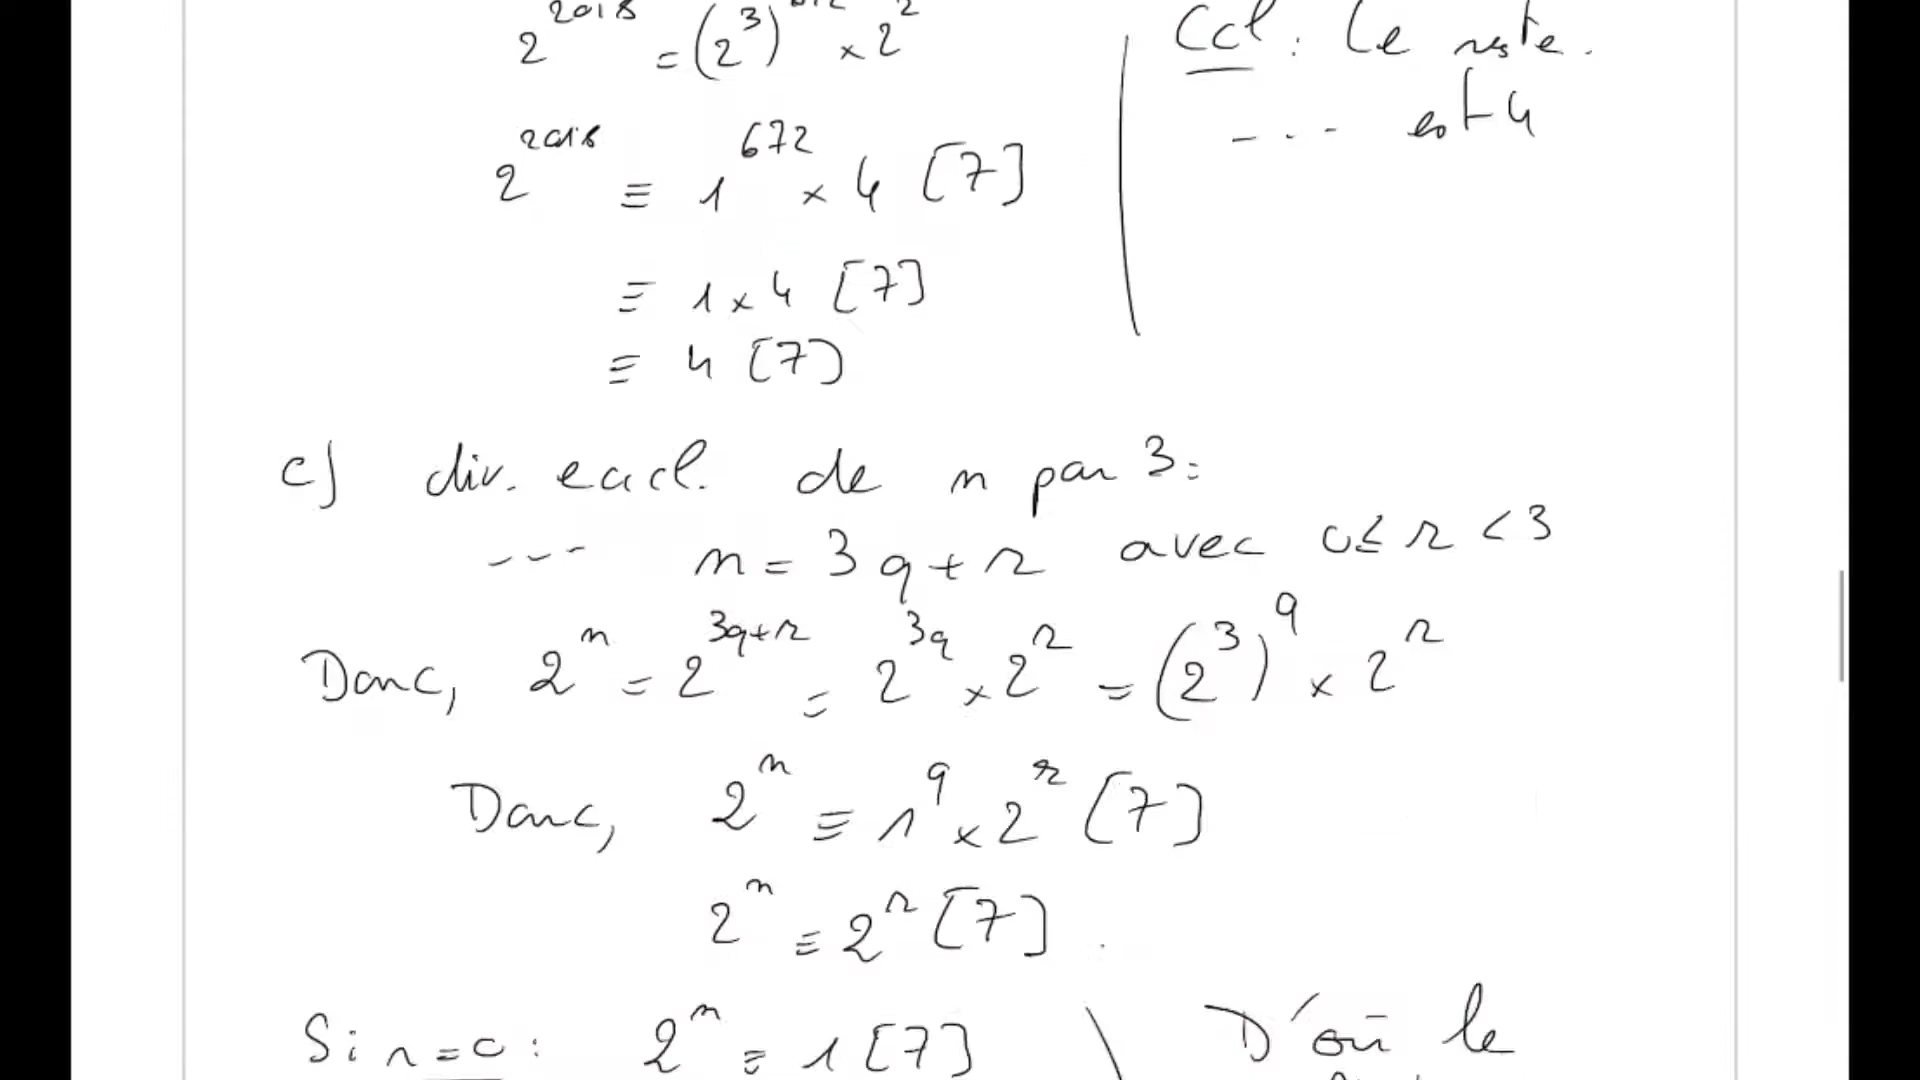 2^2018 = (2^3)^672 × 2^2
2^2018 ≡ 1^672 × 4 [7]
≡ 1 × 4 [7]
≡ 4 [7]
Ccl : Le reste.
--- est 4
c) div. eucl. de n par 3 :
--- n = 3q + r avec 0 ≤ r < 3
Donc, 2^n = 2^(3q+r) = 2^(3q) × 2^r = (2^3)^q × 2^r
Donc, 2^n ≡ 1^q × 2^r [7]
2^n ≡ 2^r [7].
Si r = 0 : 2^n ≡ 1 [7]
D'où le